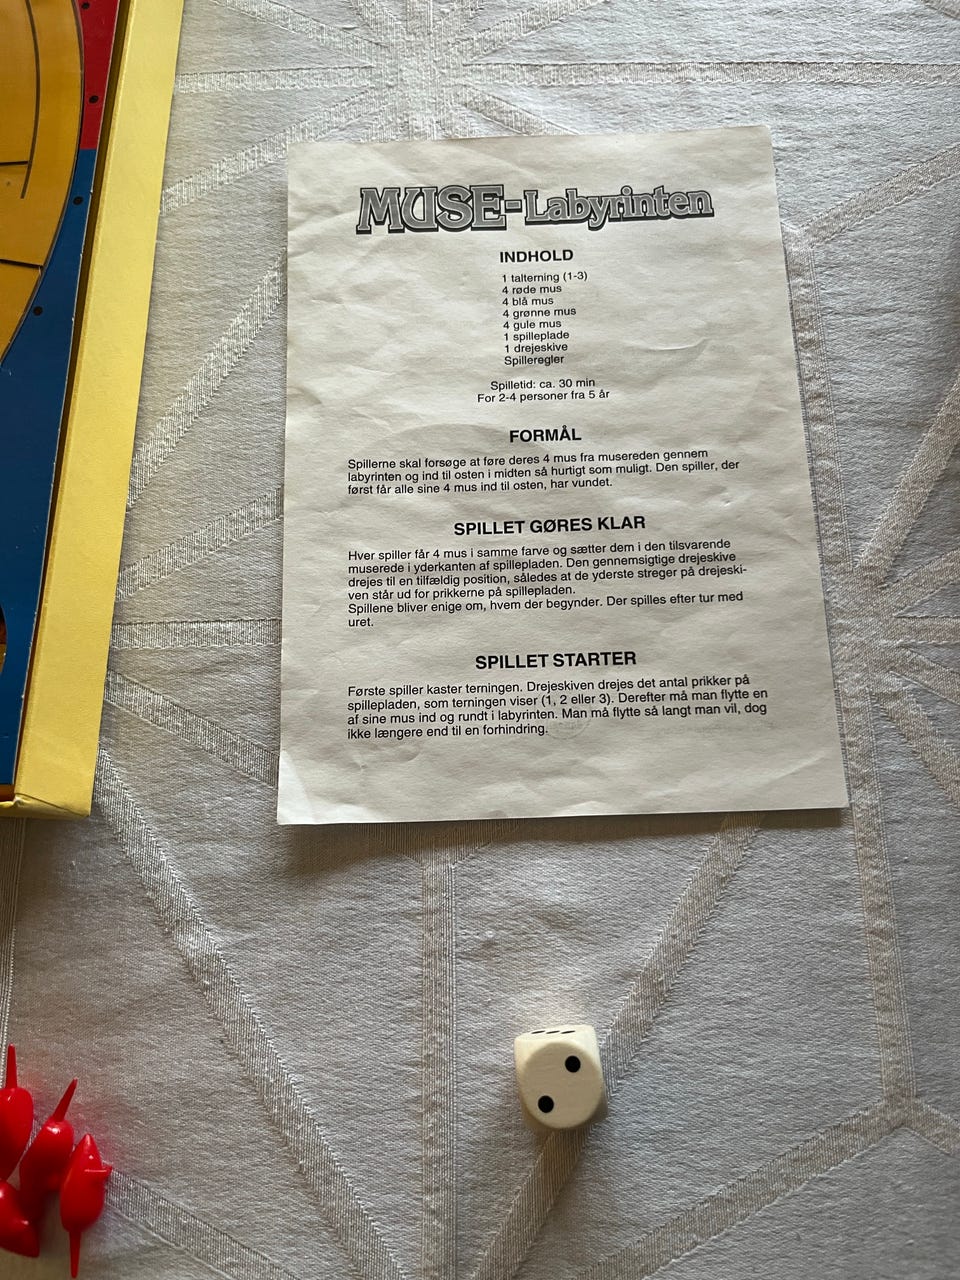 MUSE-Labyrinten
INDHOLD
1 talterning (1-3)
4 røde mus
4 blå mus
4 grønne mus
4 gule mus
1 spilleplade
1 drejeskive
Spilleregler
Spilletid: ca. 30 min
For 2-4 personer fra 5 år
FORMÅL
Spillerne skal forsøge at føre deres 4 mus fra musereden gennem
labyrinten og ind til osten i midten så hurtigt som muligt. Den spiller, der
først får alle sine 4 mus ind til osten, har vundet.
SPILLET GØRES KLAR
Hver spiller får 4 mus i samme farve og sætter dem i den tilsvarende
muserede i yderkanten af spillepladen. Den gennemsigtige drejeskive
drejes til en tilfældig position, således at de yderste streger på drejeski-
ven står ud for prikkerne på spillepladen.
Spillene bliver enige om, hvem der begynder. Der spilles efter tur med
uret.
SPILLET STARTER
Første spiller kaster terningen. Drejeskiven drejes det antal prikker på
spillepladen, som terningen viser (1, 2 eller 3). Derefter må man flytte en
af sine mus ind og rundt i labyrinten. Man må flytte så langt man vil, dog
ikke længere end til en forhindring.